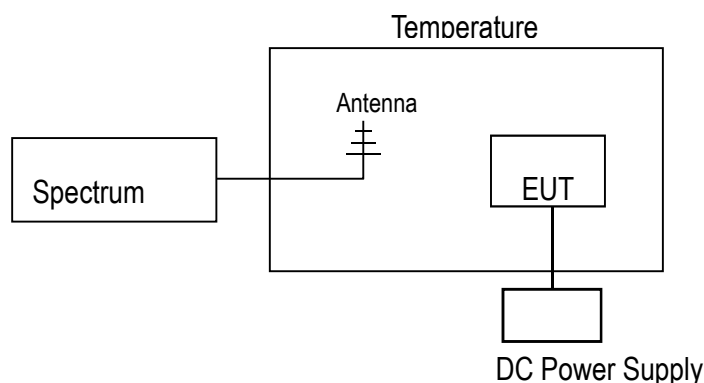 Temperature
Antenna
Spectrum
EUT
DC Power Supply